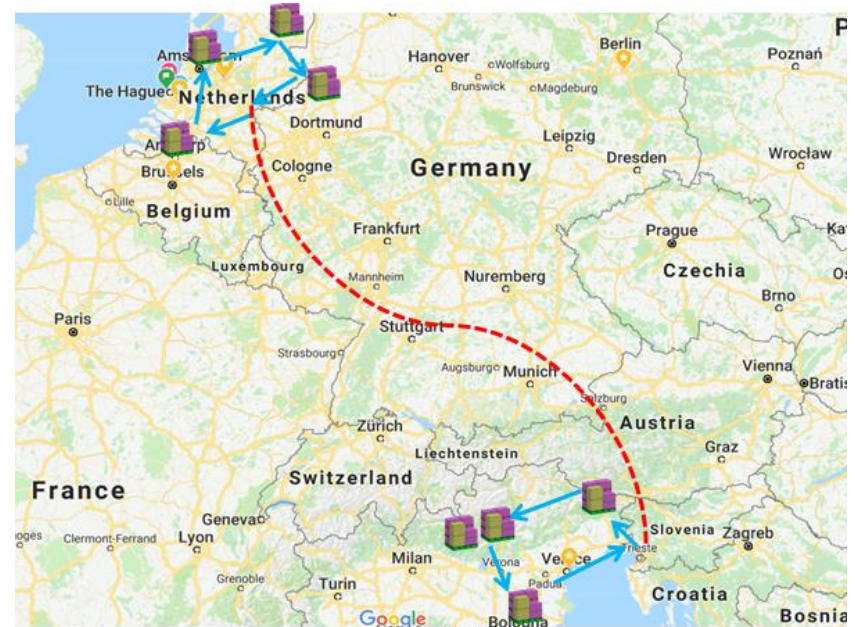 P
Hanover
Wolfsburg
Berlin
Poznań
Brunswick
Magdeburg
The Hague
Netherlands
Dortmund
Leipzig
Cologne
Germany
Dresden
Wrocław
Brussels
Lille
Belgium
Frankfurt
Prague
Luxembourg
Mannheim
Nuremberg
Czechia
Brno
Paris
Stuttgart
Strasbourg
Augsburg
Munich
Vienna
Bratis
Salzburg
Zürich
Austria
Liechtenstein
Graz
Switzerland
France
Geneva
Slovenia
Zagreb
Clermont-Ferrand
Lyon
Milan
Verona
Venice
Trieste
Grenoble
Turin
Padua
Croatia
Google
Bologna
Bosnia